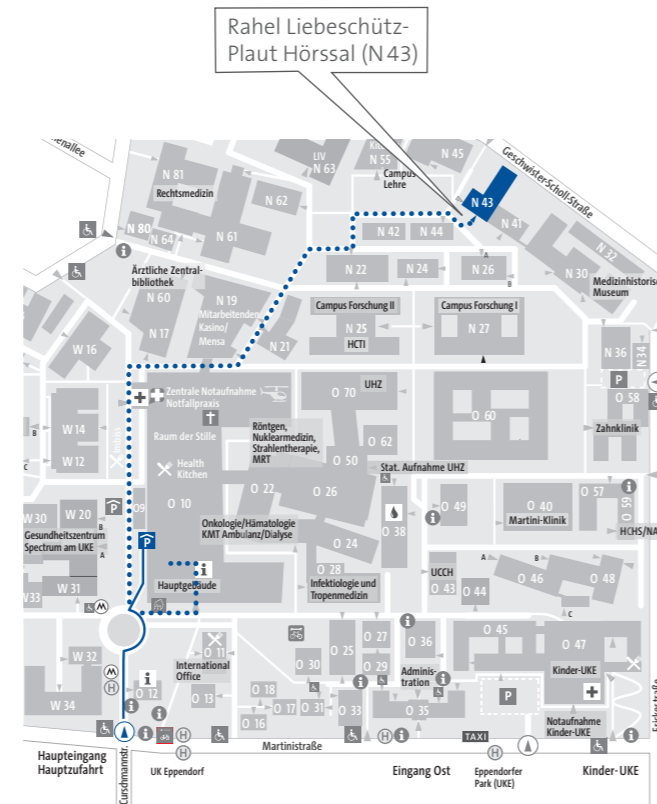 Rahel Liebeschütz-
Plaut Hörssal (N 43)
nenallee
LIV
N 63
N 55
Campus
Lehre
N 45
Geschwister-Scholl-Straße
N 81
Rechtsmedizin
N 62
N 43
N 41
N 80
N 64
N 61
N 42
N 44
N 32
N 30
Ärztliche Zentral-
bibliothek
N 22
N 24
N 26
A
B
Medizinhistorisches
Museum
N 60
N 17
N 19
Mitarbeitenden
Kasino/
Mensa
N 21
Campus Forschung II
N 25
HCTI
Campus Forschung I
N 27
W 16
N 36
N 34
P
Zentrale Notaufnahme
Notfallpraxis
O 70
UHZ
O 60
O 58
Zahnklinik
B
W 14
C
W 12
Imbiss
Raum der Stille
Röntgen,
Nuklearmedizin,
Strahlentherapie,
MRT
O 62
O 50
Stat. Aufnahme UHZ
Health
Kitchen
O 22
O 26
O 10
O 09
O 49
O 40
Martini-Klinik
O 57
O 59
HCHS/NA
W 30
W 20
B
P
A
Gesundheitszentrum
Spectrum am UKE
P
Onkologie/Hämatologie
KMT Ambulanz/Dialyse
O 24
O 38
O 28
Infektiologie und
Tropenmedizin
Hauptgebäude
i
UCCH
O 43
O 44
A
O 46
B
O 48
C
W 33
W 31
M
O 11
International
Office
O 25
O 27
O 29
O 36
O 45
O 47
Adminis-
tration
Kinder-UKE
W 32
W 34
M
H
i
O 12
O 13
O 30
O 18
O 17
O 31
O 16
O 33
O 35
P
Notaufnahme
Kinder-UKE
Frickestraße
Haupteingang
Hauptzufahrt
Curschmannstr.
H
H
UK Eppendorf
Martinistraße
H
i
Eingang Ost
TAXI
H
Eppendorfer
Park (UKE)
Kinder-UKE